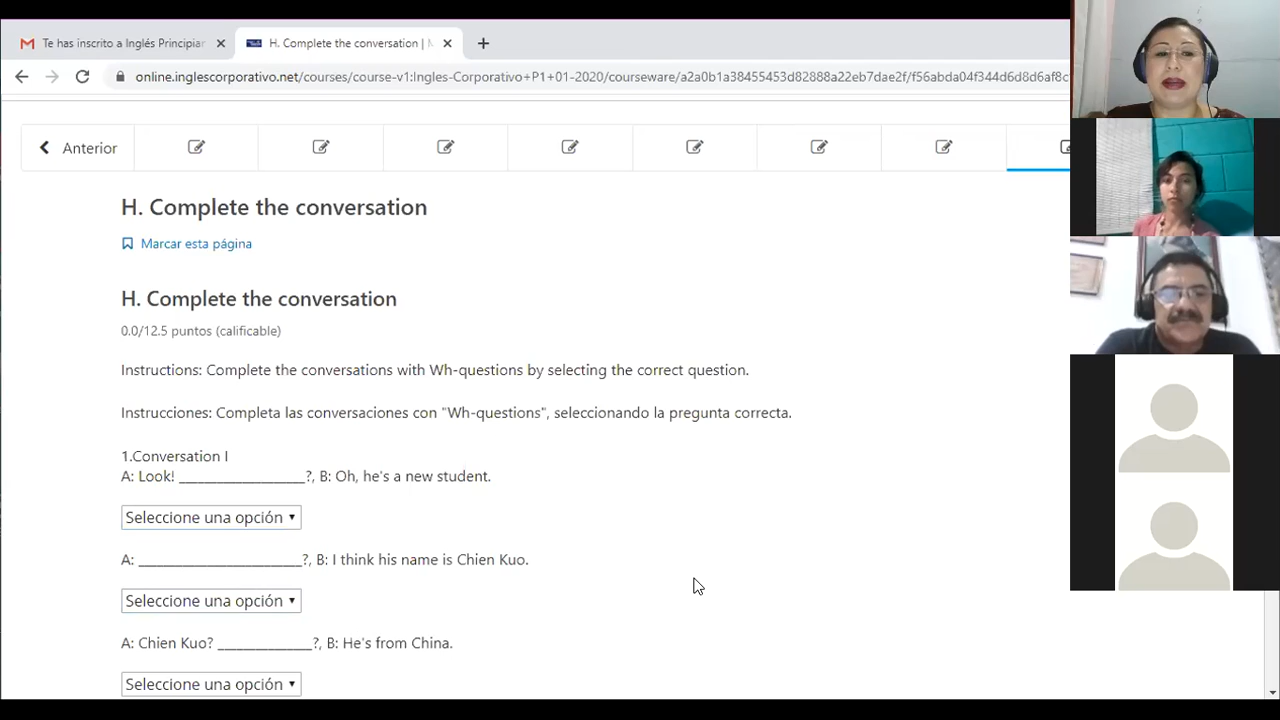 Te has inscrito a Inglés Principian
H. Complete the conversation | M
online.inglescorporativo.net/courses/course-v1:Ingles-Corporativo+P1+01-2020/courseware/a2a0b1a38455453d82888a22eb7dae2f/f56abda04f344d6d8d6af8c
Anterior
H. Complete the conversation
Marcar esta página
H. Complete the conversation
0.0/12.5 puntos (calificable)
Instructions: Complete the conversations with Wh-questions by selecting the correct question.
Instrucciones: Completa las conversaciones con "Wh-questions", seleccionando la pregunta correcta.
1.Conversation I
A: Look! ____________________?, B: Oh, he's a new student.
Seleccione una opción
A: __________________________?, B: I think his name is Chien Kuo.
Seleccione una opción
A: Chien Kuo? _______________?, B: He's from China.
Seleccione una opción